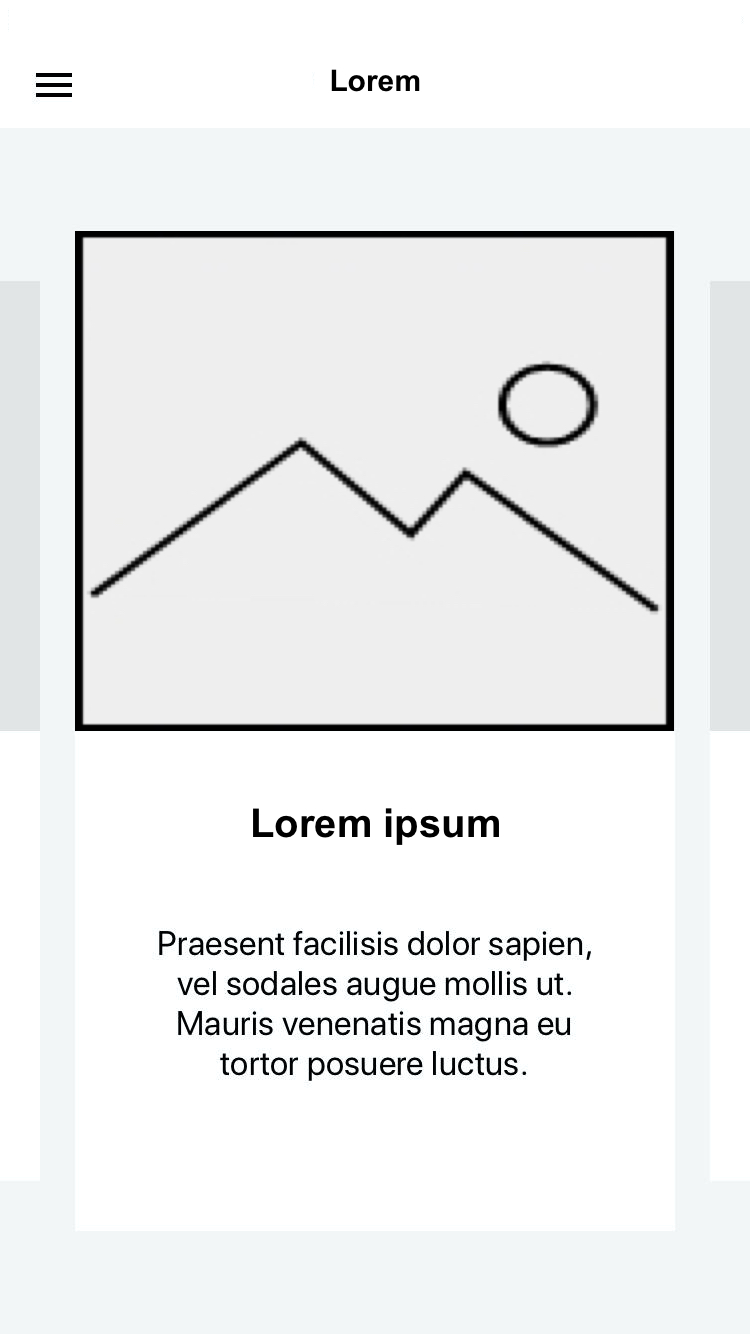 Lorem
Lorem ipsum
Praesent facilisis dolor sapien,
vel sodales augue mollis ut.
Mauris venenatis magna eu
tortor posuere luctus.